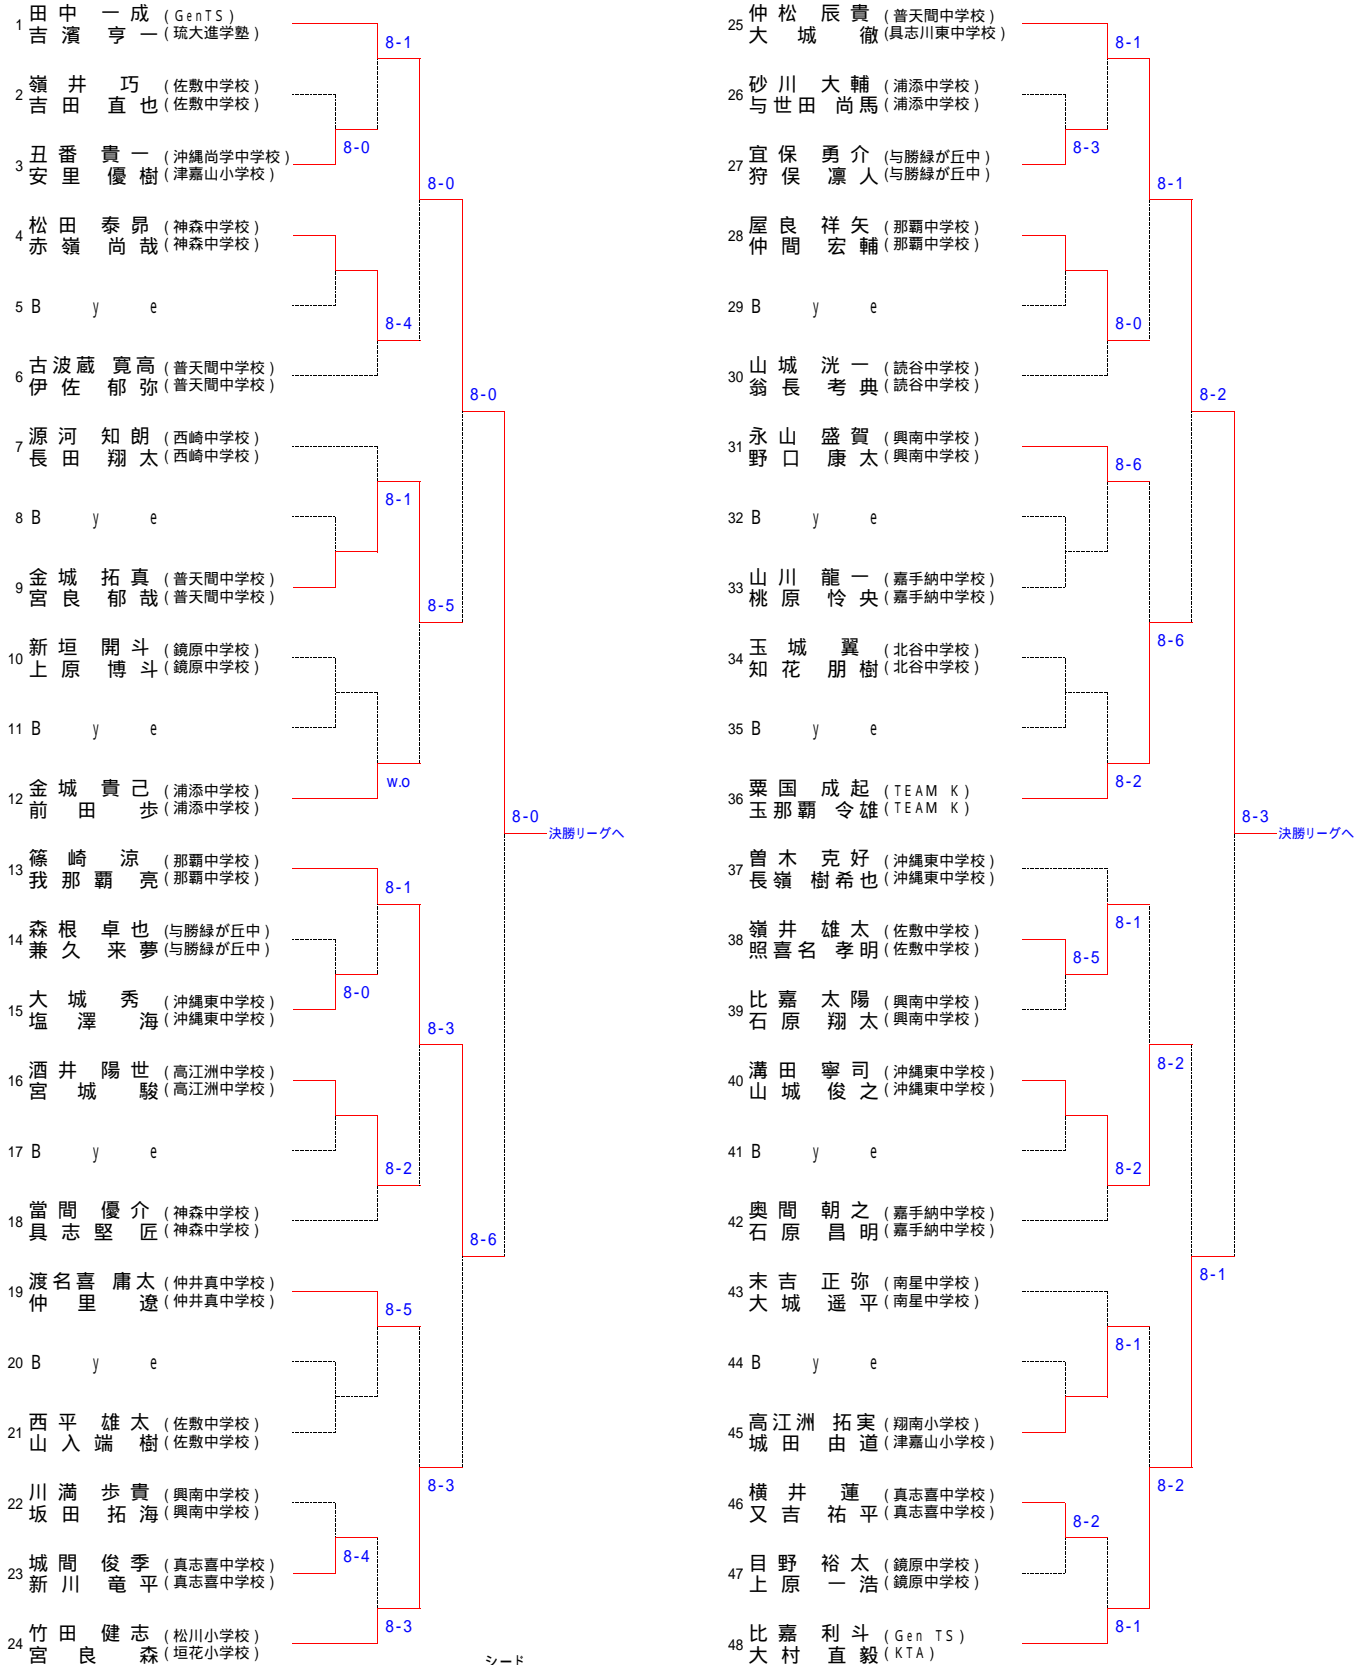 1 田中 一成 (GenTS)
吉濱 亨一 (琉大進学塾)
8-1
2 嶺井 巧 (佐敷中学校)
吉田 直也 (佐敷中学校)
8-0
3 丑番 貴一 (沖縄尚学中学校)
安里 優樹 (津嘉山小学校)
8-0
4 松田 泰昴 (神森中学校)
赤嶺 尚哉 (神森中学校)
5 Bye
8-4
6 古波蔵 寛高 (普天間中学校)
伊佐 郁弥 (普天間中学校)
8-0
7 源河 知朗 (西崎中学校)
長田 翔太 (西崎中学校)
8-1
8 Bye
9 金城 拓真 (普天間中学校)
宮良 郁哉 (普天間中学校)
8-5
10 新垣 開斗 (鏡原中学校)
上原 博斗 (鏡原中学校)
11 Bye
w.o
12 金城 貴己 (浦添中学校)
前田 歩 (浦添中学校)
8-0
決勝リーグへ
13 篠崎 涼 (那覇中学校)
我那覇 亮 (那覇中学校)
8-1
14 森根 卓也 (与勝緑が丘中)
兼久 来夢 (与勝緑が丘中)
8-0
15 大城 秀 (沖縄東中学校)
塩澤 海 (沖縄東中学校)
8-3
16 酒井 陽世 (高江洲中学校)
宮城 駿 (高江洲中学校)
17 Bye
8-2
18 當間 優介 (神森中学校)
具志堅 匠 (神森中学校)
8-6
19 渡名喜 庸太 (仲井真中学校)
仲里 遼 (仲井真中学校)
8-5
20 Bye
21 西平 雄太 (佐敷中学校)
山入端 樹 (佐敷中学校)
8-3
22 川満 歩貴 (興南中学校)
坂田 拓海 (興南中学校)
8-4
23 城間 俊季 (真志喜中学校)
新川 竜平 (真志喜中学校)
8-3
24 竹田 健志 (松川小学校)
宮良 森 (垣花小学校)
シード
25 仲松 辰貴 (普天間中学校)
大城 徹 (具志川東中学校)
8-1
26 砂川 大輔 (浦添中学校)
与世田 尚馬 (浦添中学校)
8-3
27 宜保 勇介 (与勝緑が丘中)
狩俣 凛人 (与勝緑が丘中)
8-1
28 屋良 祥矢 (那覇中学校)
仲間 宏輔 (那覇中学校)
29 Bye
8-0
30 山城 洸一 (読谷中学校)
翁長 考典 (読谷中学校)
8-2
31 永山 盛賀 (興南中学校)
野口 康太 (興南中学校)
8-6
32 Bye
33 山川 龍一 (嘉手納中学校)
桃原 怜央 (嘉手納中学校)
8-6
34 玉城 翼 (北谷中学校)
知花 朋樹 (北谷中学校)
35 Bye
8-2
36 粟国 成起 (TEAM K)
玉那覇 令雄 (TEAM K)
8-3
決勝リーグへ
37 曽木 克好 (沖縄東中学校)
長嶺 樹希也 (沖縄東中学校)
8-1
38 嶺井 雄太 (佐敷中学校)
照喜名 孝明 (佐敷中学校)
8-5
39 比嘉 太陽 (興南中学校)
石原 翔太 (興南中学校)
8-2
40 溝田 寧司 (沖縄東中学校)
山城 俊之 (沖縄東中学校)
41 Bye
8-2
42 奥間 朝之 (嘉手納中学校)
石原 昌明 (嘉手納中学校)
8-1
43 末吉 正弥 (南星中学校)
大城 遥平 (南星中学校)
8-1
44 Bye
45 高江洲 拓実 (翔南小学校)
城田 由道 (津嘉山小学校)
8-2
46 横井 蓮 (真志喜中学校)
又吉 祐平 (真志喜中学校)
8-2
47 目野 裕太 (鏡原中学校)
上原 一浩 (鏡原中学校)
8-1
48 比嘉 利斗 (Gen TS)
大村 直毅 (KTA)